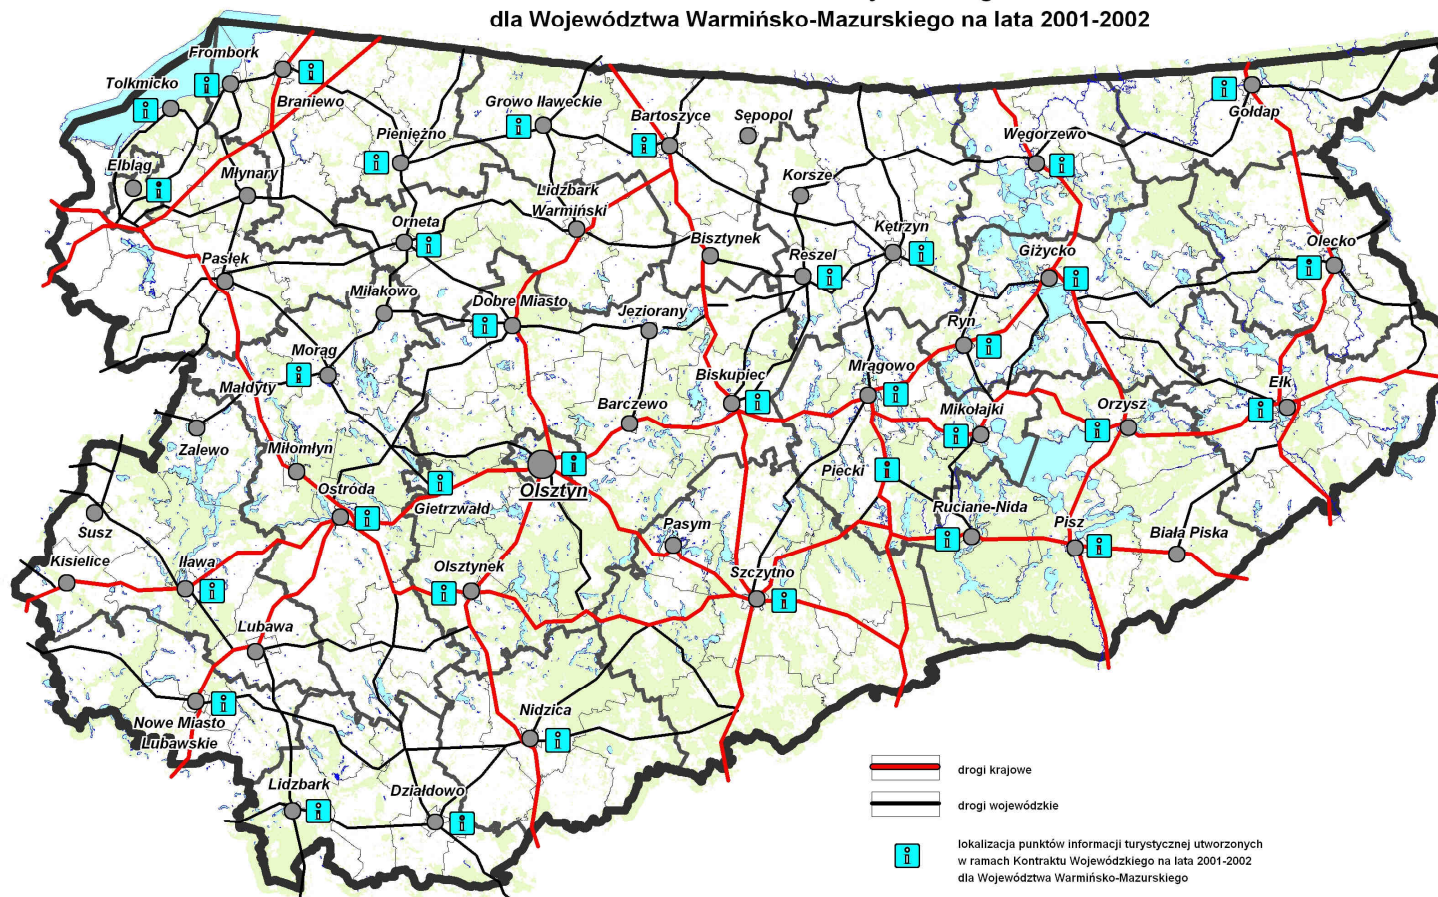 dla Województwa Warmińsko-Mazurskiego na lata 2001-2002
Frombork
Tolkmicko
Braniewo
Growo Iławeckie
Bartoszyce
Sępopol
Węgorzewo
Gołdap
Pieniężno
Elbląg
Młynary
Lidzbark
Warmiński
Korsze
Orneta
Bisztynek
Kętrzyn
Reszel
Giżycko
Olecko
Pasłęk
Miłakowo
Dobre Miasto
Jeziorany
Ryn
Morąg
Małdyty
Biskupiec
Mrągowo
Ełk
Barczewo
Mikołajki
Orzysz
Zalewo
Miłomłyn
Piecki
Ostróda
Gietrzwałd
Olsztyn
Susz
Pasym
Ruciane-Nida
Pisz
Biała Piska
Kisielice
Iława
Olsztynek
Szczytno
Lubawa
Nowe Miasto
Lubawskie
Nidzica
Lidzbark
Działdowo
drogi krajowe
drogi wojewódzkie
lokalizacja punktów informacji turystycznej utworzonych
w ramach Kontraktu Wojewódzkiego na lata 2001-2002
dla Województwa Warmińsko-Mazurskiego